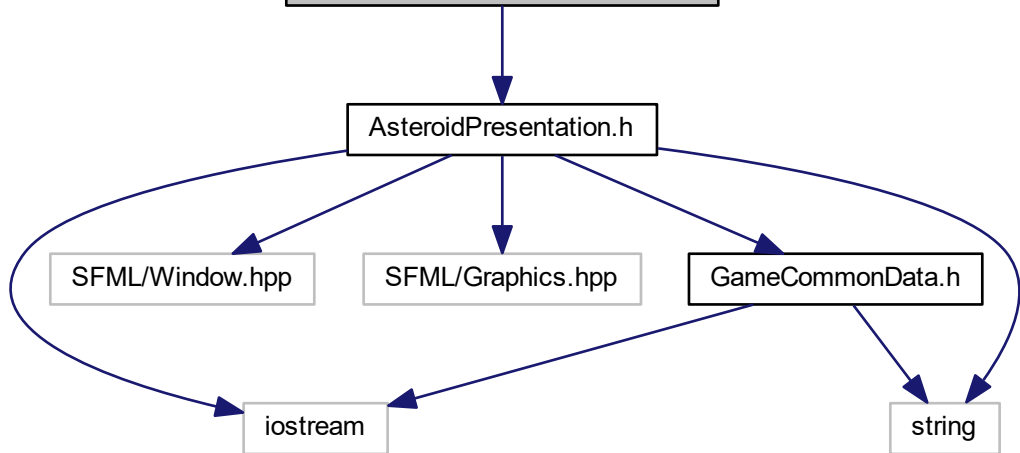 AsteroidPresentation.h
SFML/Window.hpp
SFML/Graphics.hpp
GameCommonData.h
iostream
string